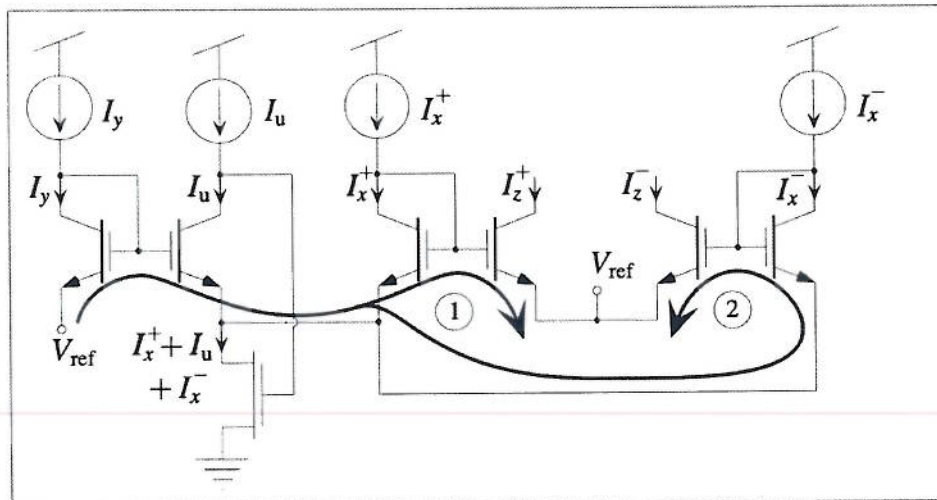 I_y
I_u
I_x^+
I_x^-
I_y
I_u
I_x^+
I_z^+
I_z^-
I_x^-
V_ref
1
2
V_ref
I_x^+ + I_u
+ I_x^-